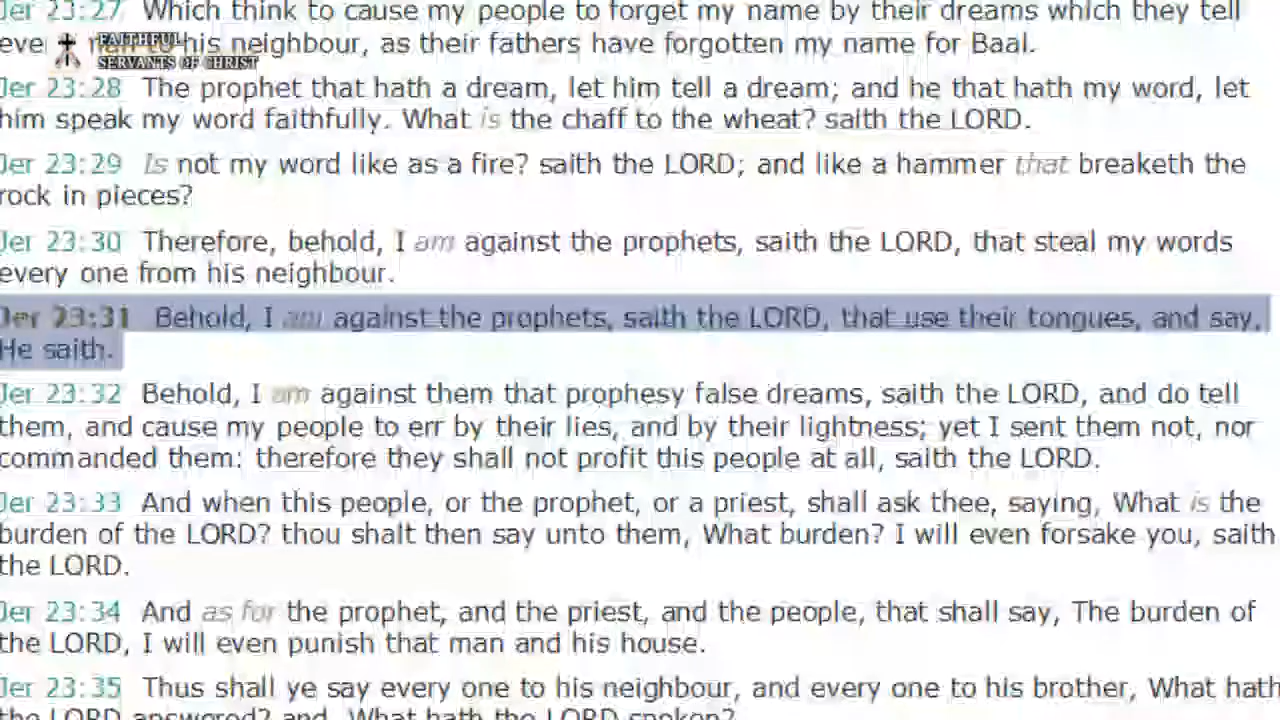 Jer 23:27 Which think to cause my people to forget my name by their dreams which they tell
his neighbour, as their fathers have forgotten my name for Baal.
FAITHFUL
SERVANTS OF CHRIST
Jer 23:28 The prophet that hath a dream, let him tell a dream; and he that hath my word, let
him speak my word faithfully. What is the chaff to the wheat? saith the LORD.
Jer 23:29 Is not my word like as a fire? saith the LORD; and like a hammer that breaketh the
rock in pieces?
Jer 23:30 Therefore, behold, I am against the prophets, saith the LORD, that steal my words
every one from his neighbour.
Jer 23:31 Behold, I am against the prophets, saith the LORD, that use their tongues, and say,
He saith.
Jer 23:32 Behold, I am against them that prophesy false dreams, saith the LORD, and do tell
them, and cause my people to err by their lies, and by their lightness; yet I sent them not, nor
commanded them: therefore they shall not profit this people at all, saith the LORD.
Jer 23:33 And when this people, or the prophet, or a priest, shall ask thee, saying, What is the
burden of the LORD? thou shalt then say unto them, What burden? I will even forsake you, saith
the LORD.
Jer 23:34 And as for the prophet, and the priest, and the people, that shall say, The burden of
the LORD, I will even punish that man and his house.
Jer 23:35 Thus shall ye say every one to his neighbour, and every one to his brother, What hath
the LORD answered? and, What hath the LORD spoken?